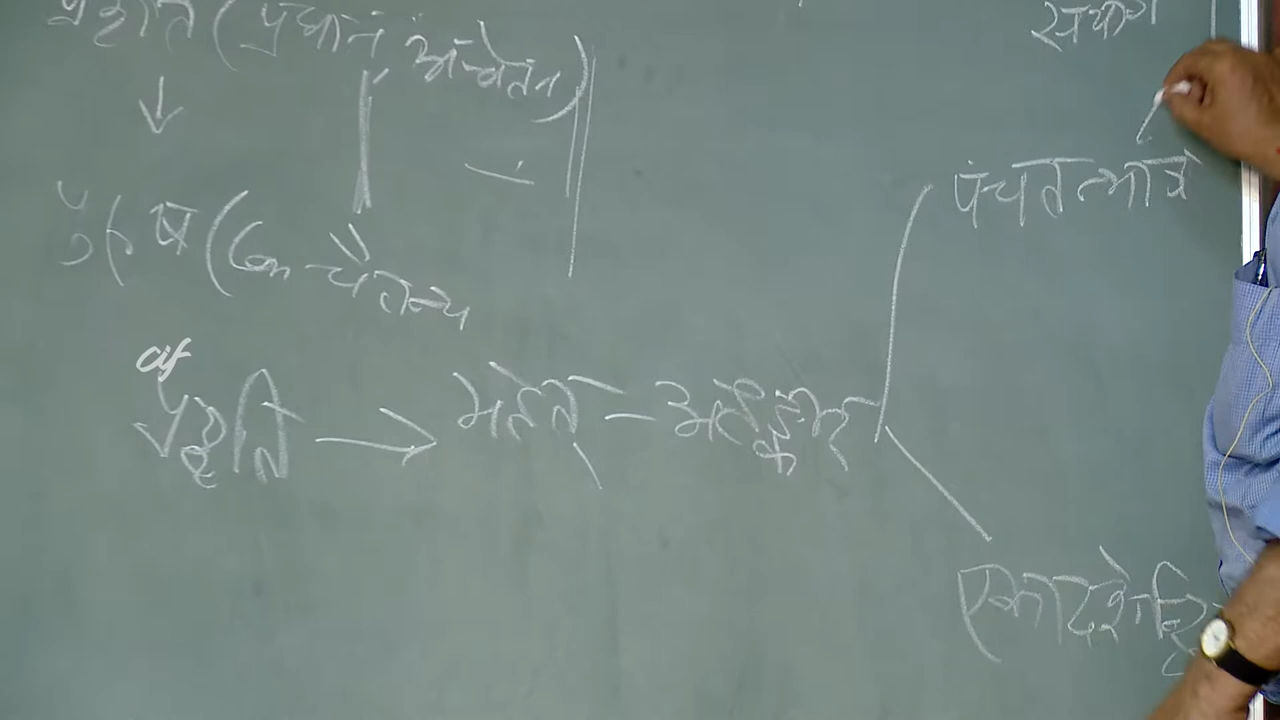 प्रकृति (प्रधान अचेतन)
पुरुष (चैतन्य
प्रकृति → महत् – अहंकार
पंचतन्मात्रे
एकादशेन्द्रि